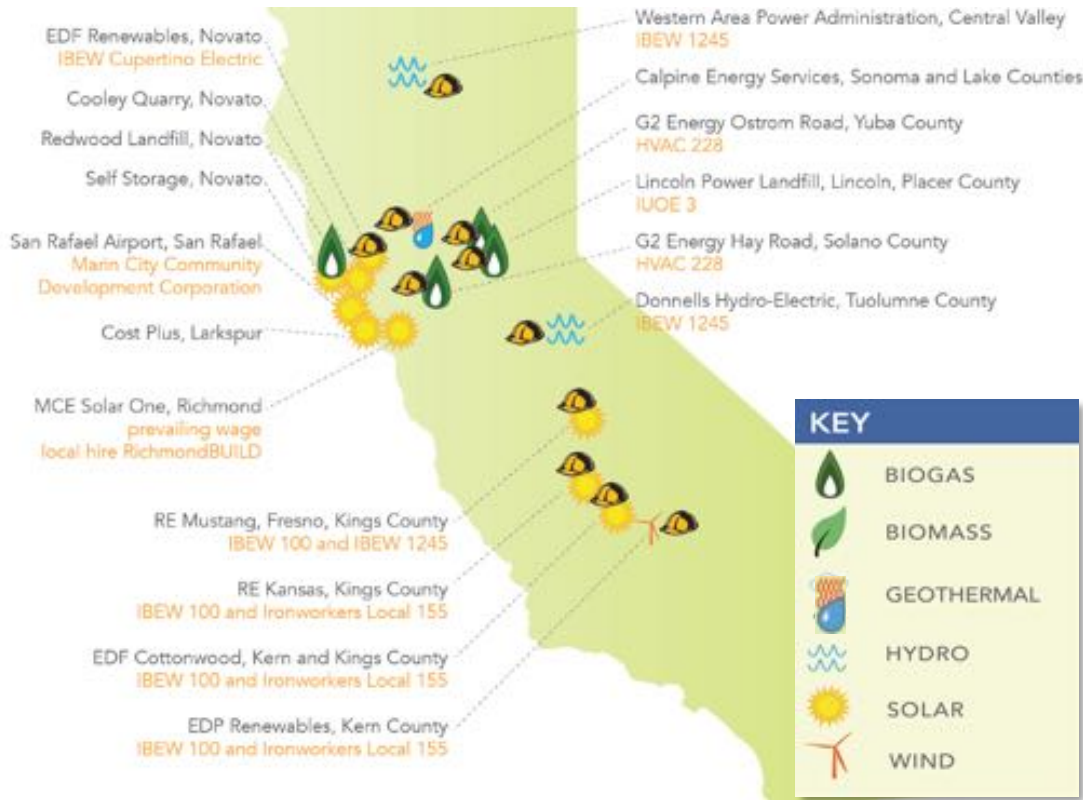 EDF Renewables, Novato
IBEW Cupertino Electric
Cooley Quarry, Novato
Redwood Landfill, Novato
Self Storage, Novato
San Rafael Airport, San Rafael
Marin City Community
Development Corporation
Cost Plus, Larkspur
MCE Solar One, Richmond
prevailing wage
local hire RichmondBUILD
RE Mustang, Fresno, Kings County
IBEW 100 and IBEW 1245
RE Kansas, Kings County
IBEW 100 and Ironworkers Local 155
EDF Cottonwood, Kern and Kings County
IBEW 100 and Ironworkers Local 155
EDP Renewables, Kern County
IBEW 100 and Ironworkers Local 155
Western Area Power Administration, Central Valley
IBEW 1245
Calpine Energy Services, Sonoma and Lake Counties
G2 Energy Ostrom Road, Yuba County
HVAC 228
Lincoln Power Landfill, Lincoln, Placer County
IUOE 3
G2 Energy Hay Road, Solano County
HVAC 228
Donnells Hydro-Electric, Tuolumne County
IBEW 1245
KEY
BIOGAS
BIOMASS
GEOTHERMAL
HYDRO
SOLAR
WIND